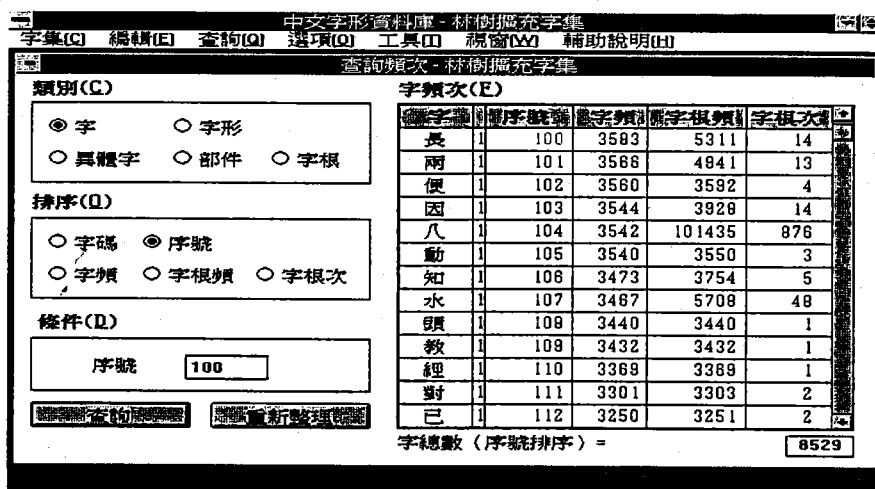 中文字形資料庫 - 林樹擴充字集
字集[C] 編輯[E] 查詢[Q] 選項[O] 工具[T] 視窗[W] 輔助說明[H]
查詢頻次 - 林樹擴充字集
類別(C)
字 字形
異體字 部件 字根
排序(O)
字碼 序號
字頻 字根頻 字根次
條件(D)
序號 100
查詢 重新整理
字頻次(F)
字 序號 字頻 字根頻 字根次
長 1 100 3583 5311 14
兩 1 101 3566 4841 13
便 1 102 3560 3592 4
因 1 103 3544 3928 14
八 1 104 3542 101435 876
動 1 105 3540 3550 3
知 1 106 3473 3754 5
水 1 107 3467 5708 48
頭 1 108 3440 3440 1
教 1 109 3432 3432 1
經 1 110 3369 3369 1
對 1 111 3301 3303 2
已 1 112 3250 3251 2
字總數(序號排序)= 8529